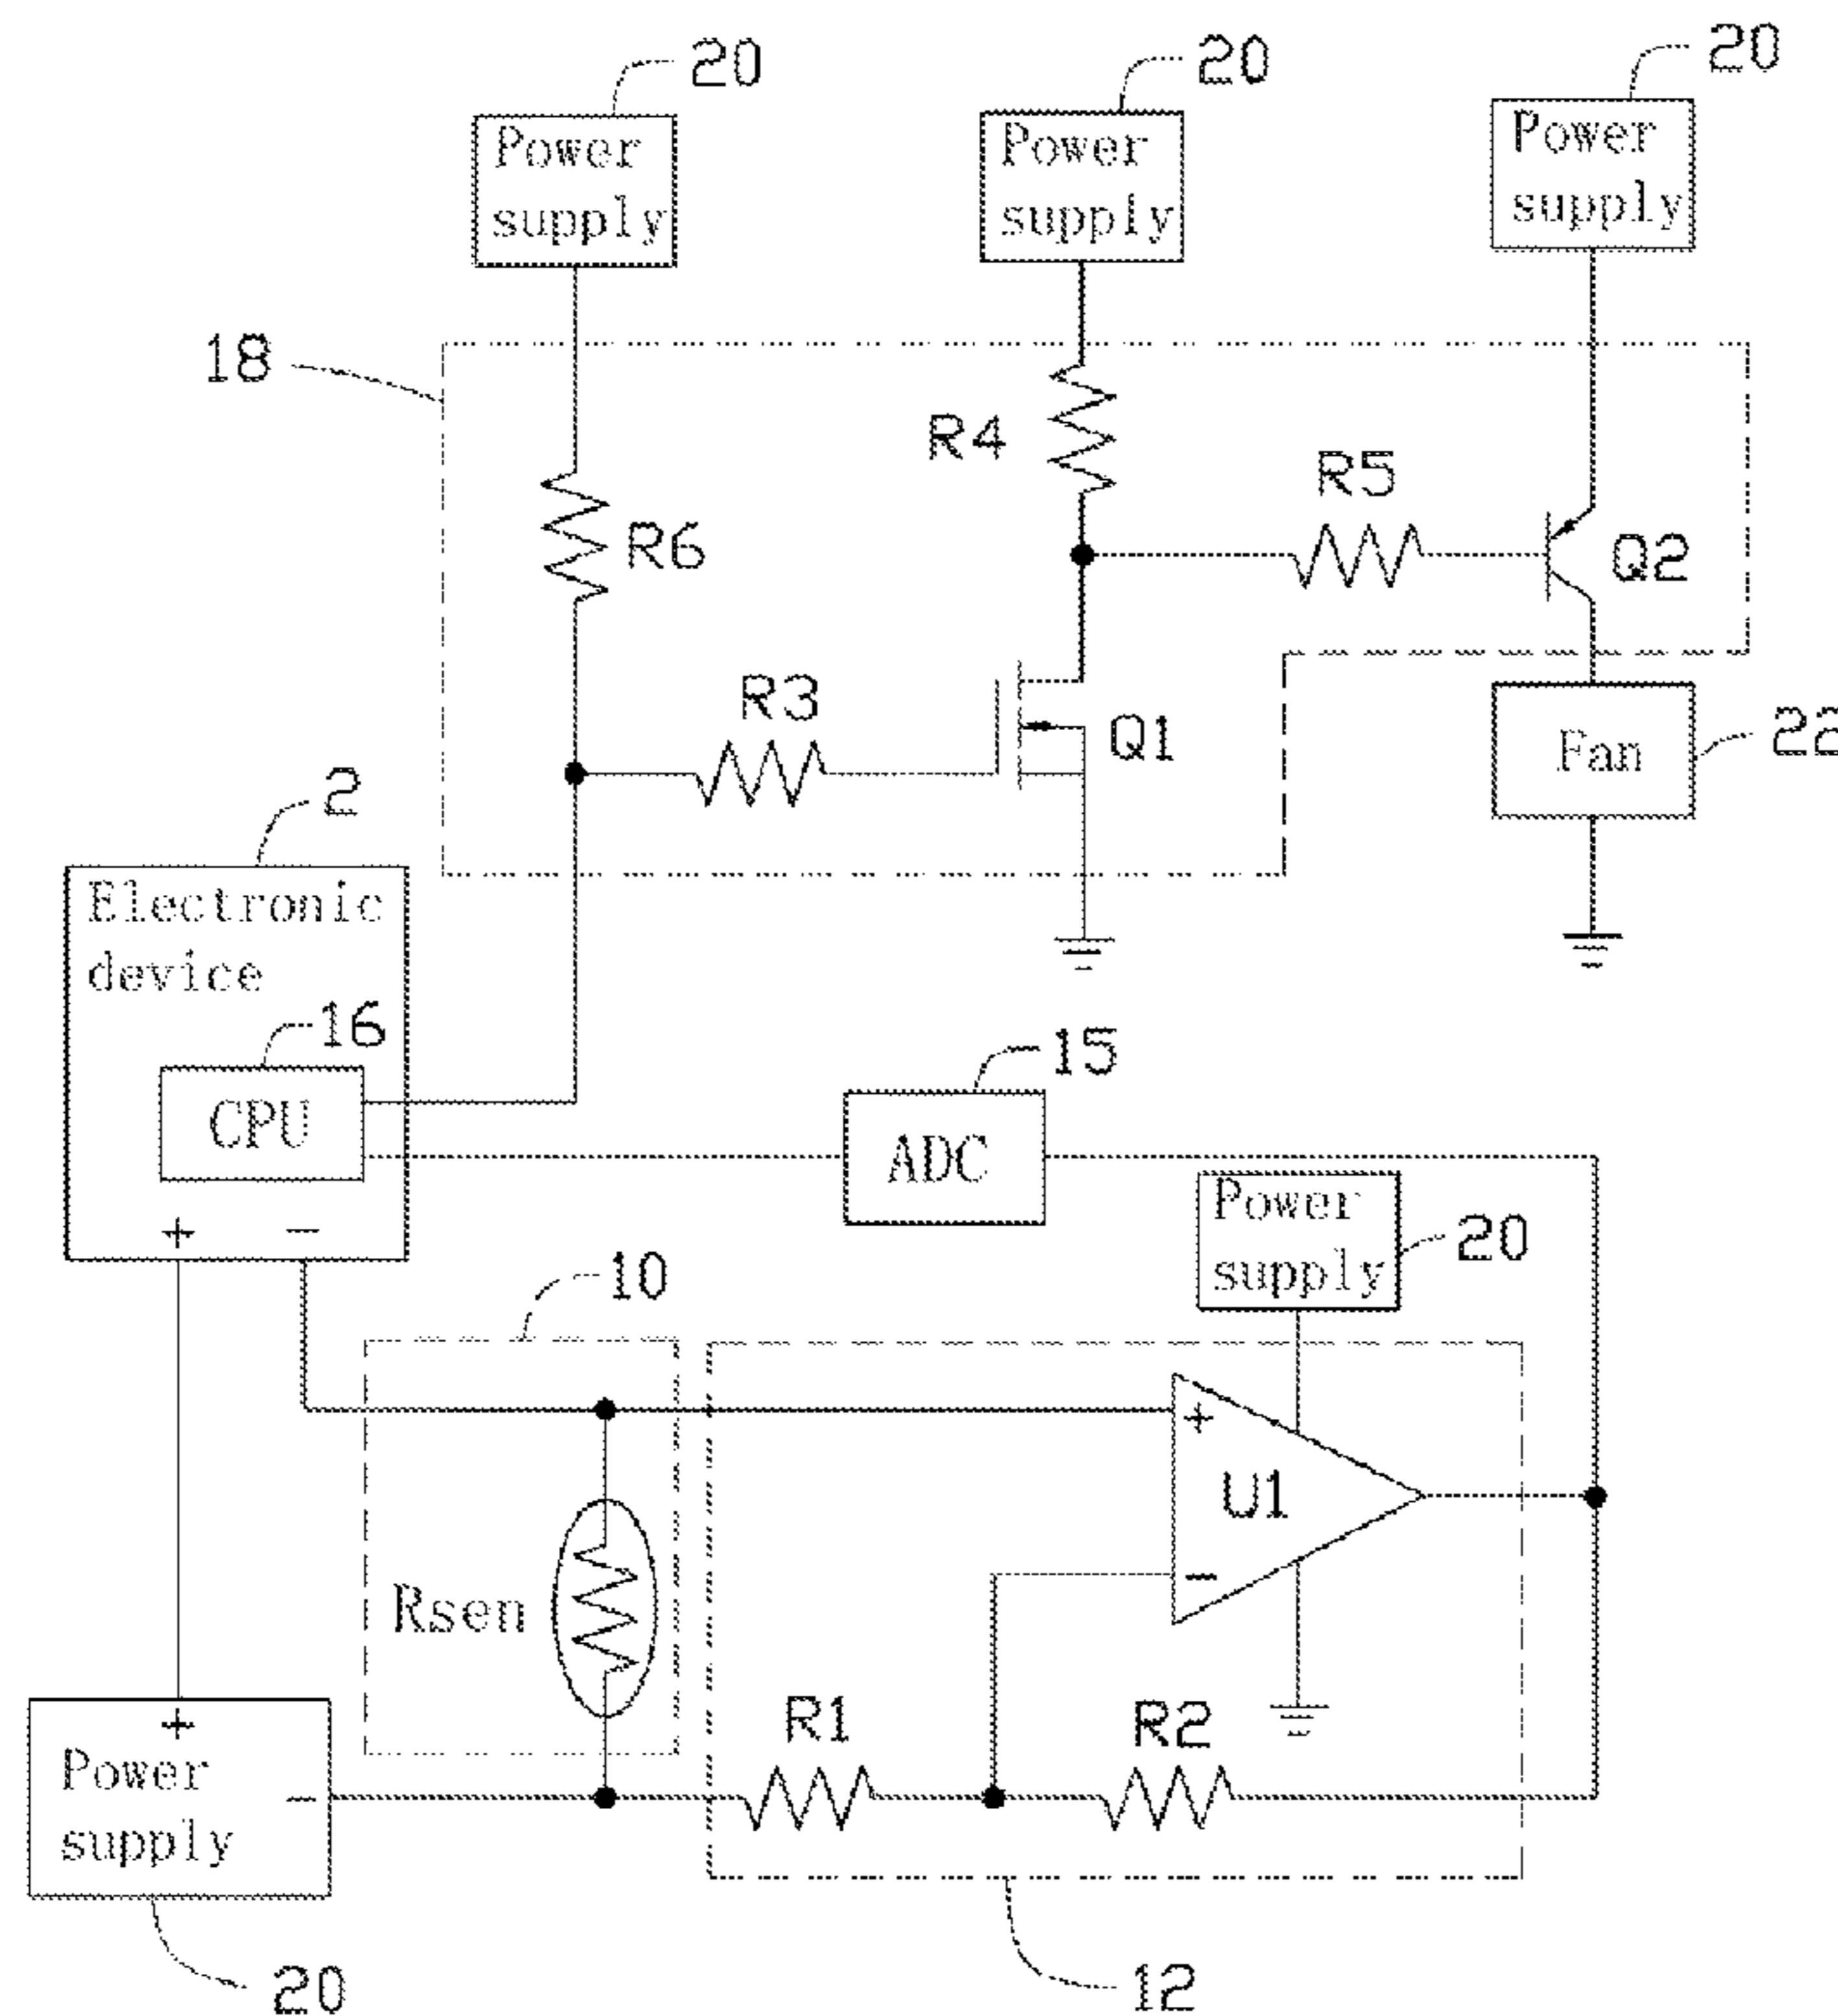 20
20
20
Power
supply
Power
supply
Power
supply
18
R4
R5
R6
Q2
R3
Q1
Fan
22
2
Electronic
device
16
CPU
15
ADC
+ −
Power
supply
20
10
+
U1
−
Rsen
R1
R2
+
Power
supply
−
20
12